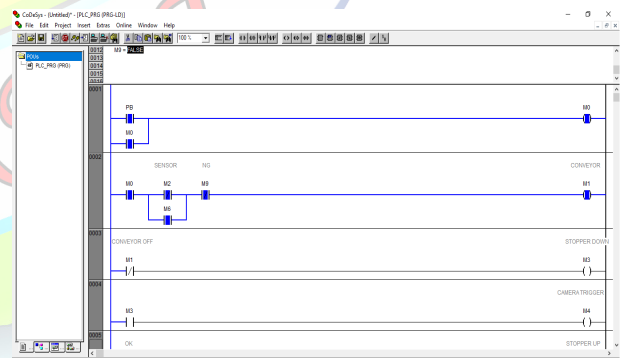 CoDeSys - (Untitled)* - [PLC_PRG (PRG-LD)]
File Edit Project Insert Extras Online Window Help
100 %
POUs
PLC_PRG (PRG)
0012 M9 = FALSE
0013
0014
0015
0001
PB M0
M0
0002
SENSOR NG CONVEYOR
M0 M2 M9 M1
M6
0003
CONVEYOR OFF STOPPER DOWN
M1 M3
0004
CAMERA TRIGGER
M3 M4
0005
OK STOPPER UP